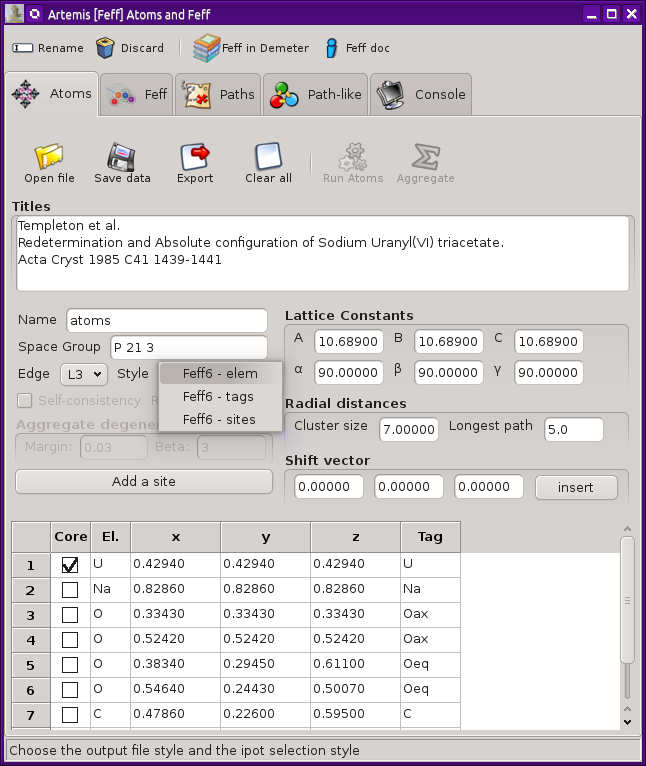 Artemis [Feff] Atoms and Feff
Rename Discard Feff in Demeter Feff doc
Atoms Feff Paths Path-like Console
Open file Save data Export Clear all Run Atoms Aggregate
Titles
Templeton et al.
Redetermination and Absolute configuration of Sodium Uranyl(VI) triacetate.
Acta Cryst 1985 C41 1439-1441
Name atoms
Space Group P 21 3
Edge L3 Style
Feff6 - elem
Feff6 - tags
Feff6 - sites
Self-consistency R
Aggregate degene
Margin: 0.03 Beta: 3
Add a site
Lattice Constants
A 10.68900 B 10.68900 C 10.68900
α 90.00000 β 90.00000 γ 90.00000
Radial distances
Cluster size 7.00000 Longest path 5.0
Shift vector
0.00000 0.00000 0.00000 insert
Core El. x y z Tag
1 U 0.42940 0.42940 0.42940 U
2 Na 0.82860 0.82860 0.82860 Na
3 O 0.33430 0.33430 0.33430 Oax
4 O 0.52420 0.52420 0.52420 Oax
5 O 0.38340 0.29450 0.61100 Oeq
6 O 0.54640 0.24430 0.50070 Oeq
7 C 0.47860 0.22600 0.59500 C
Choose the output file style and the ipot selection style